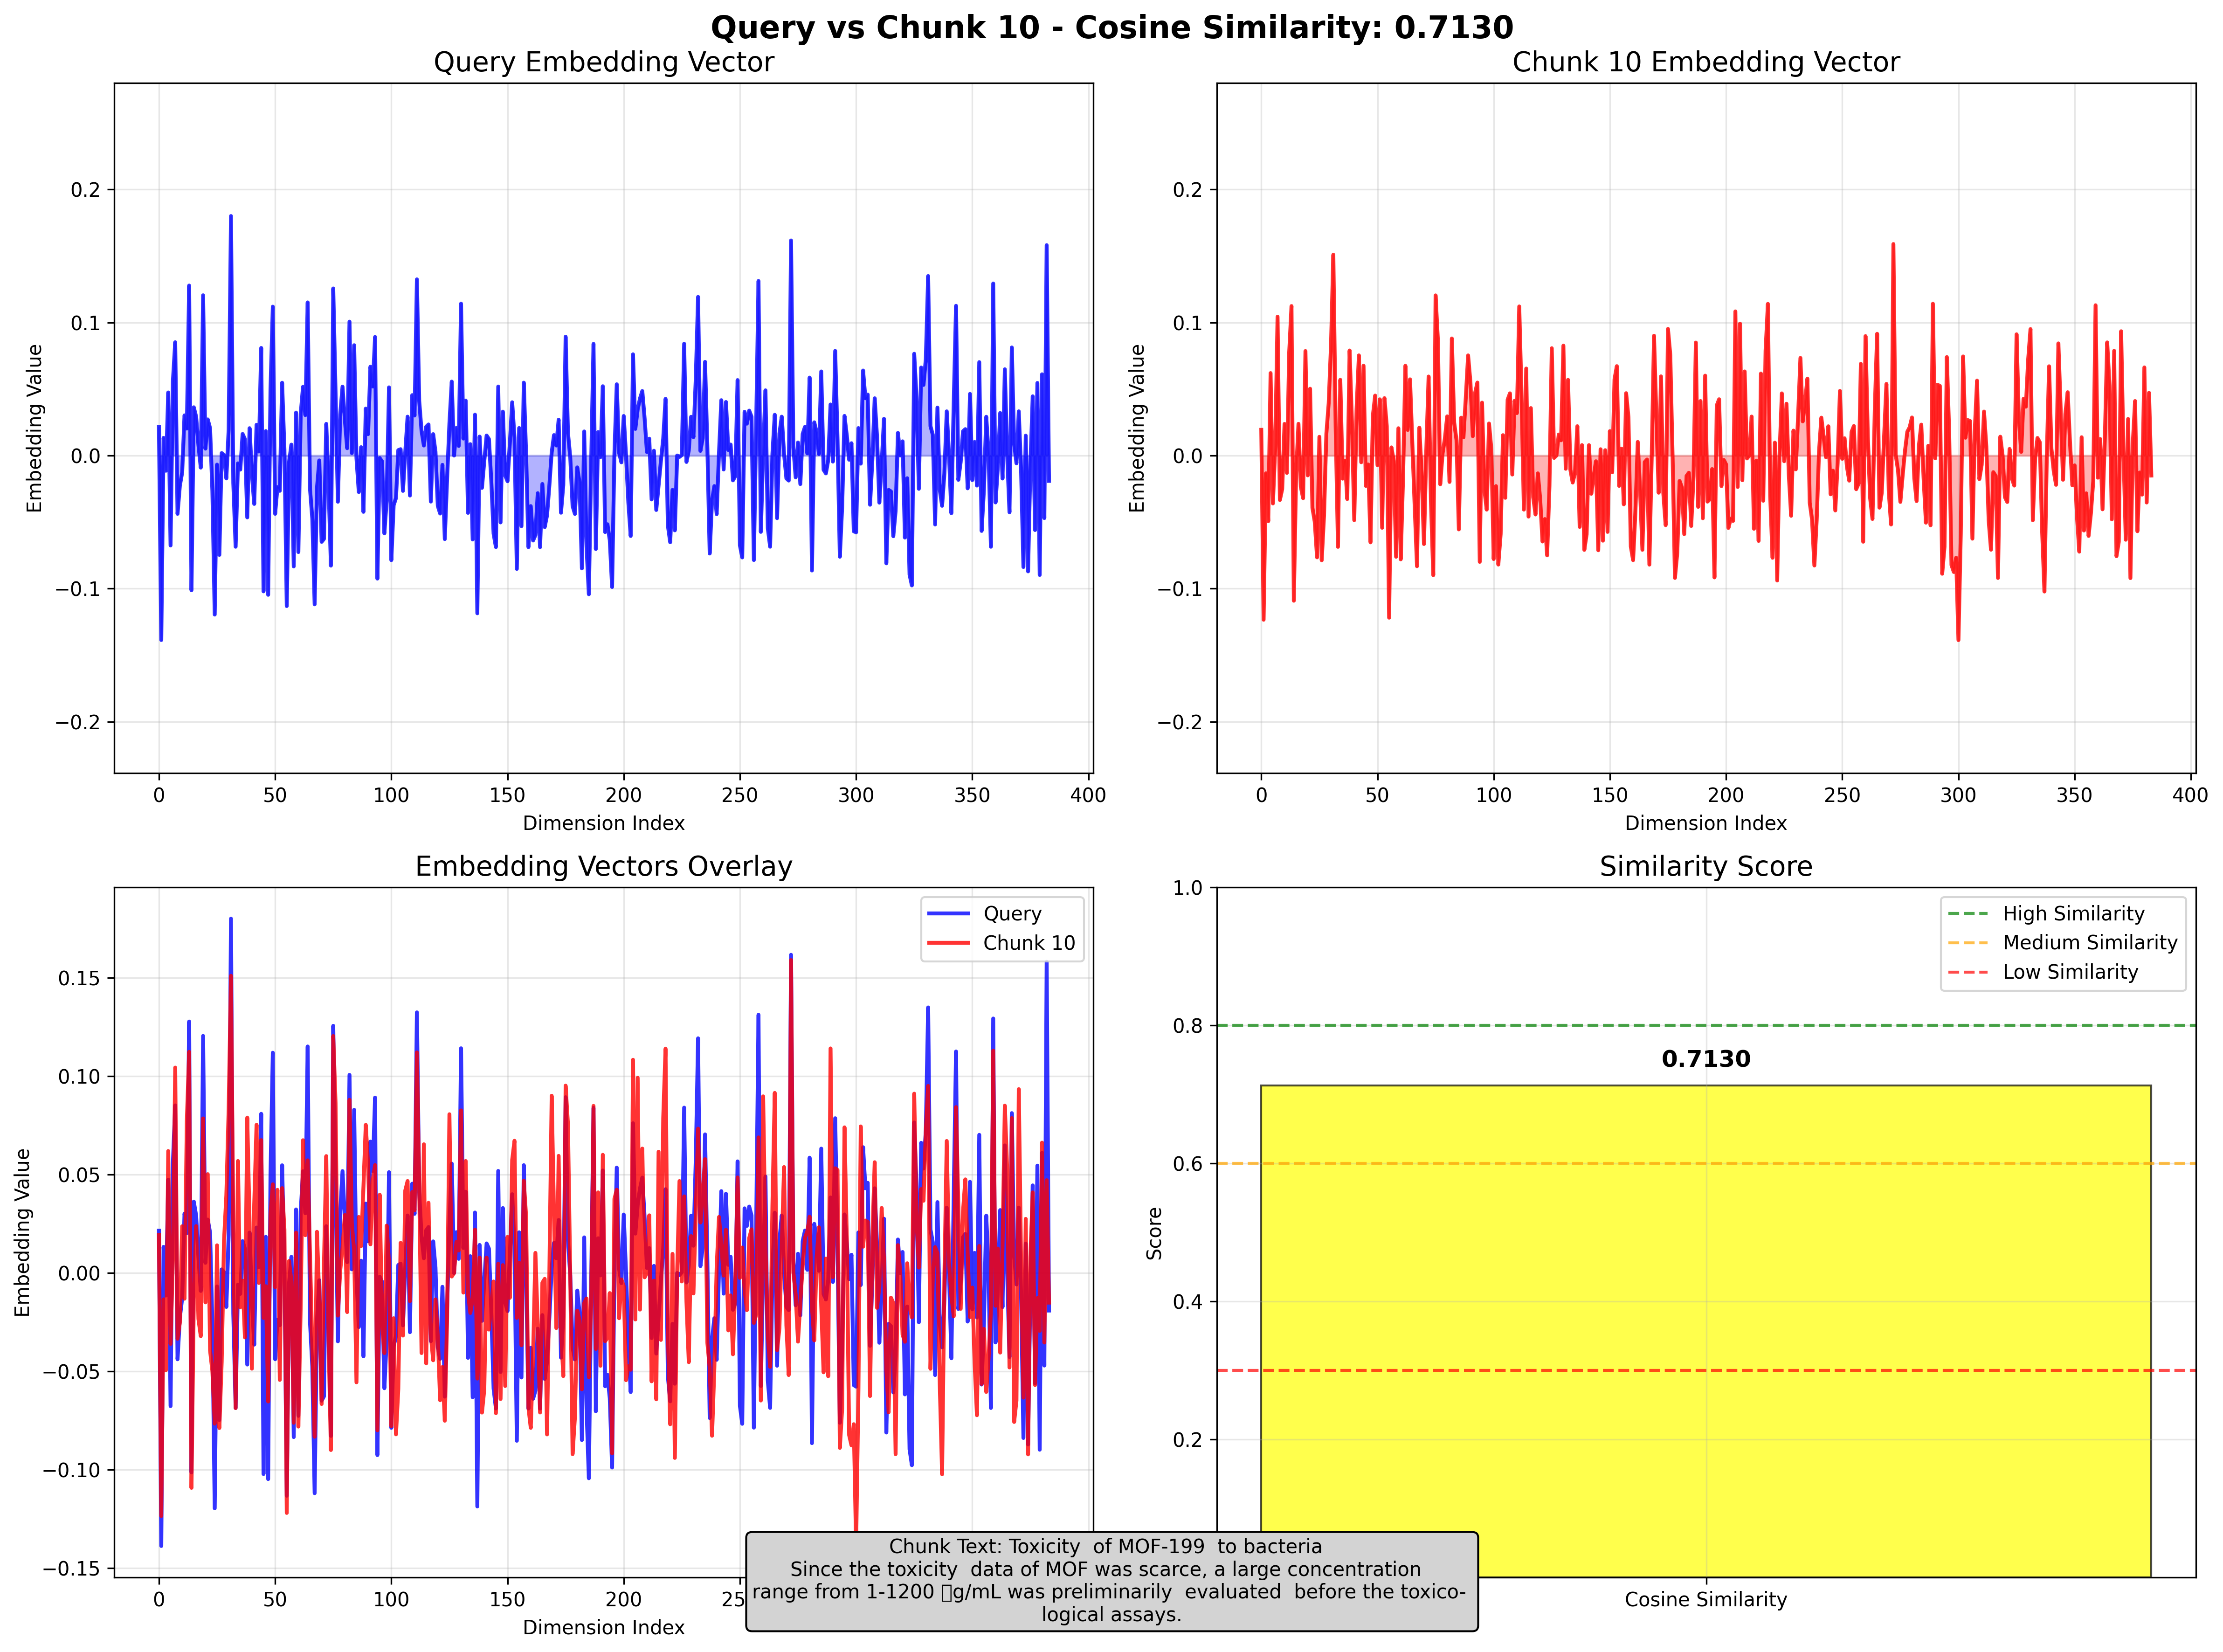 Query vs Chunk 10 - Cosine Similarity: 0.7130
Query Embedding Vector
Embedding Value
0.2
0.1
0.0
−0.1
−0.2
0 50 100 150 200 250 300 350 400
Dimension Index
Chunk 10 Embedding Vector
Embedding Value
0.2
0.1
0.0
−0.1
−0.2
0 50 100 150 200 250 300 350 400
Dimension Index
Embedding Vectors Overlay
Query
Chunk 10
Embedding Value
0.15
0.10
0.05
0.00
−0.05
−0.10
−0.15
0 50 100 150 200
Dimension Index
Similarity Score
High Similarity
Medium Similarity
Low Similarity
0.7130
Score
1.0
0.8
0.6
0.4
0.2
Cosine Similarity
Chunk Text: Toxicity  of MOF-199  to bacteria
Since the toxicity  data of MOF was scarce, a large concentration
range from 1-1200 □g/mL was preliminarily  evaluated  before the toxico-
logical assays.